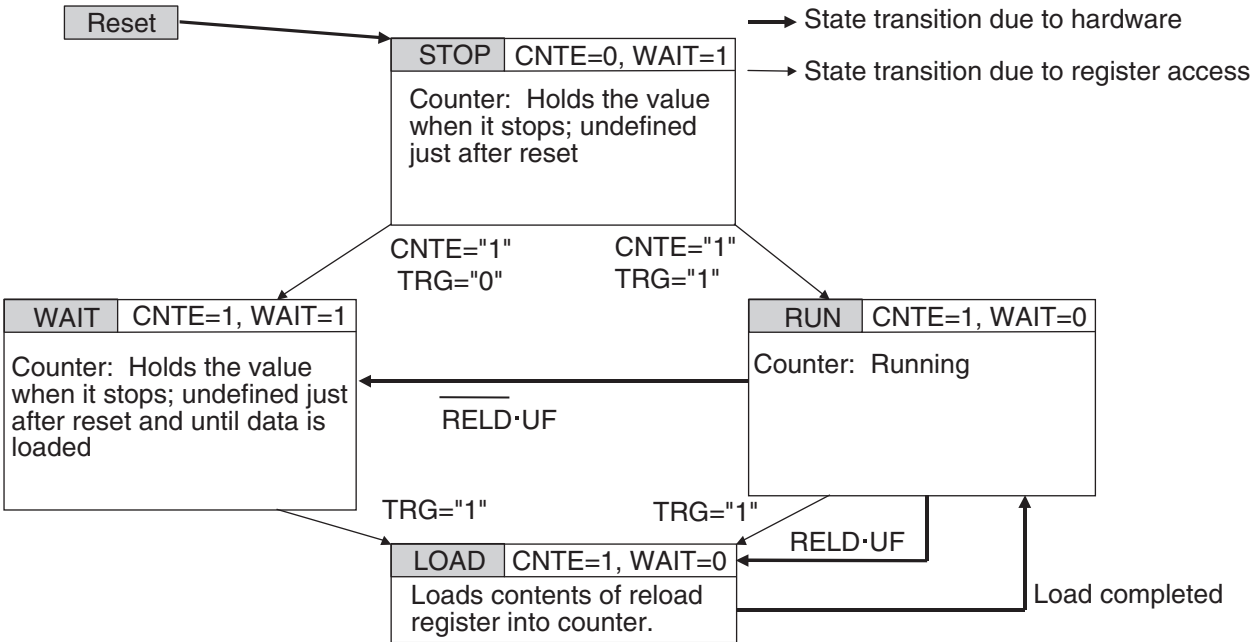 Reset
State transition due to hardware
State transition due to register access
STOP CNTE=0, WAIT=1
Counter: Holds the value
when it stops; undefined
just after reset
CNTE="1"
TRG="0"
CNTE="1"
TRG="1"
WAIT CNTE=1, WAIT=1
Counter: Holds the value
when it stops; undefined just
after reset and until data is
loaded
RUN CNTE=1, WAIT=0
Counter: Running
R̅E̅L̅D̅·UF
TRG="1"
TRG="1"
RELD·UF
LOAD CNTE=1, WAIT=0
Loads contents of reload
register into counter.
Load completed